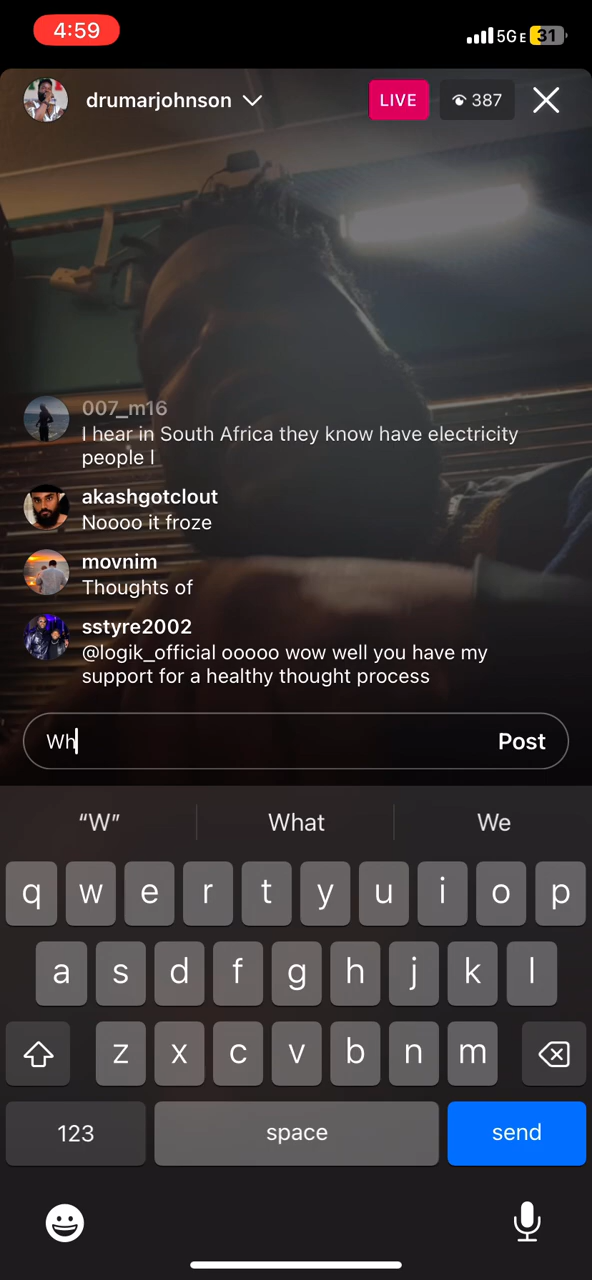 4:59
5GE 31
drumarjohnson
LIVE
387
007_m16
I hear in South Africa they know have electricity
people I
akashgotclout
Noooo it froze
movnim
Thoughts of
sstyre2002
@logik_official ooooo wow well you have my
support for a healthy thought process
Wh
Post
“W” What We
q w e r t y u i o p
a s d f g h j k l
z x c v b n m
123 space send